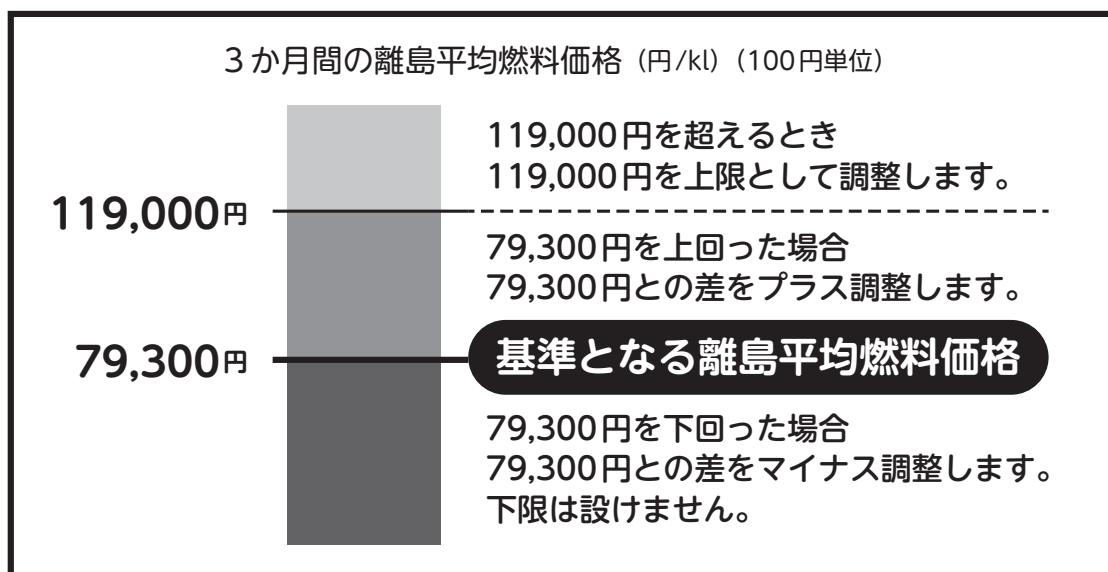 ３か月間の離島平均燃料価格（円/kl）（100円単位）
119,000円を超えるとき
119,000円を上限として調整します。
119,000円
79,300円を上回った場合
79,300円との差をプラス調整します。
79,300円
基準となる離島平均燃料価格
79,300円を下回った場合
79,300円との差をマイナス調整します。
下限は設けません。